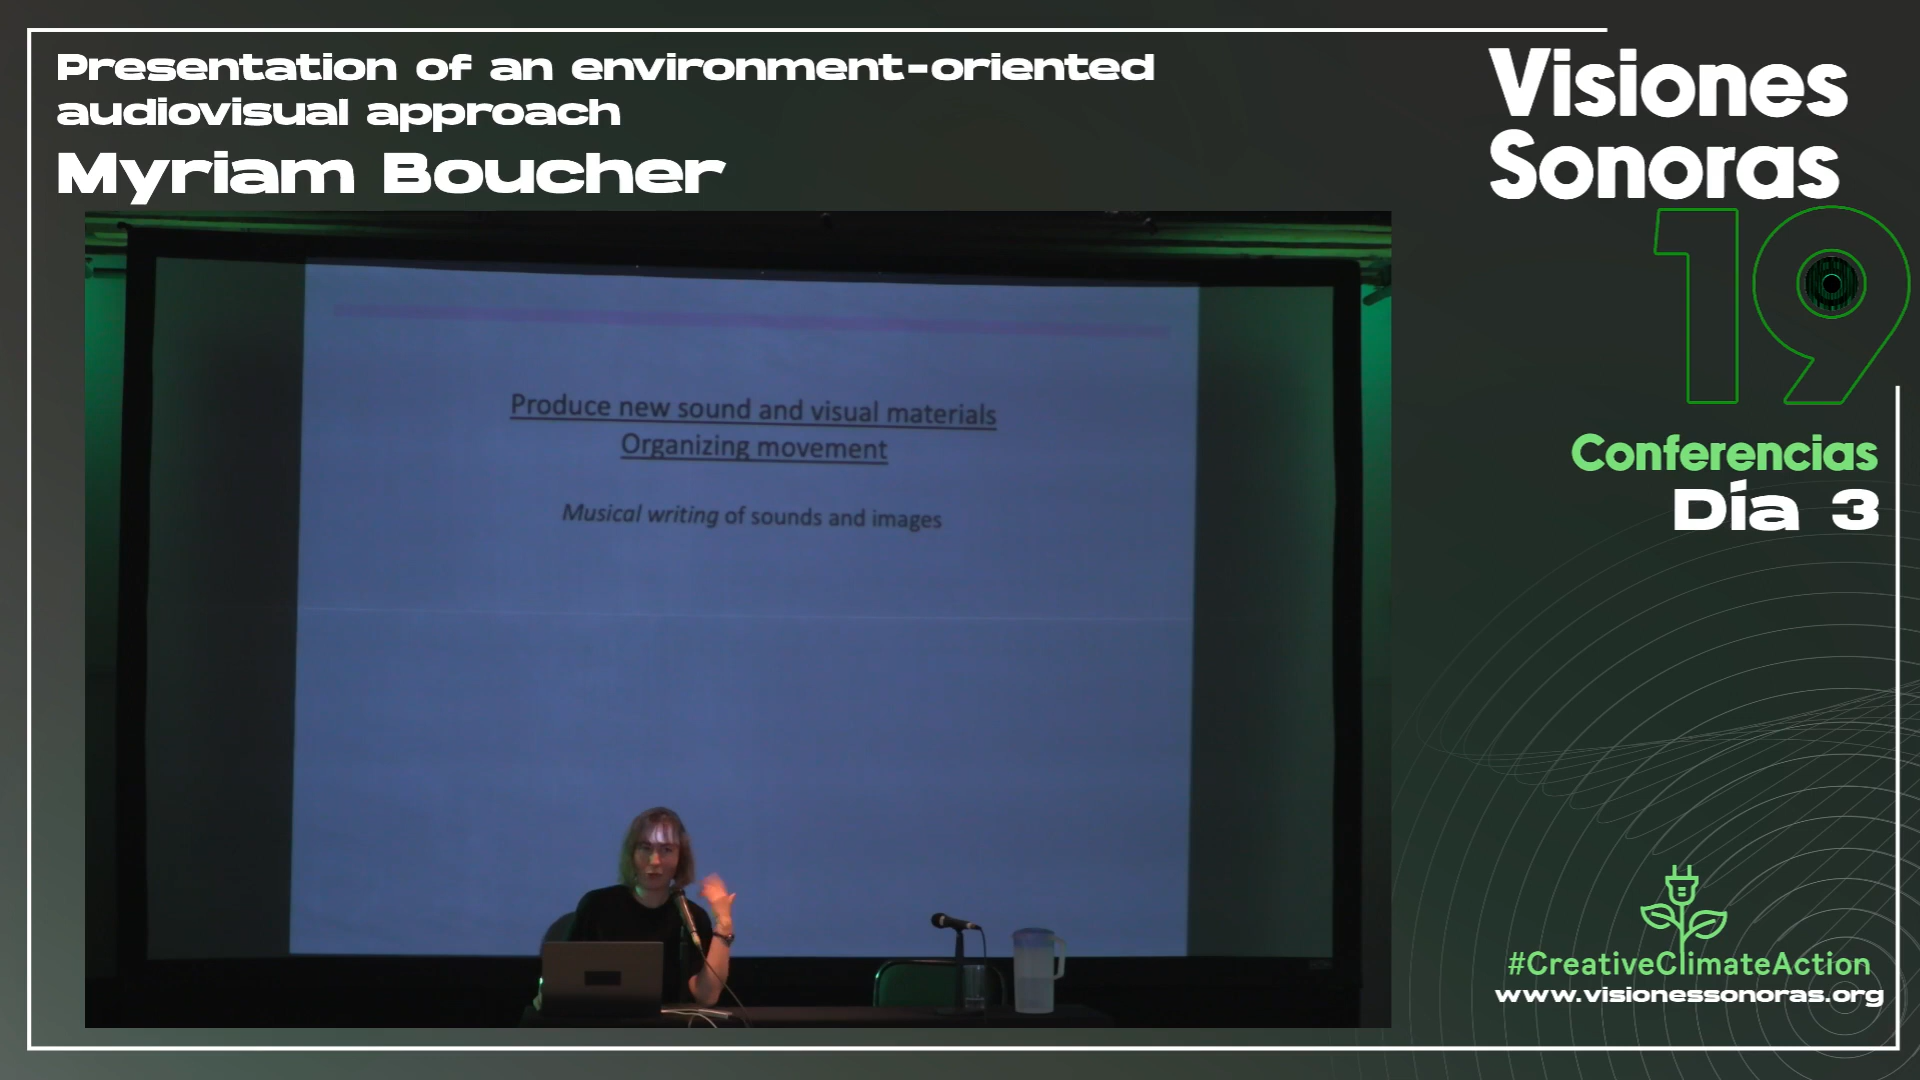 Presentation of an environment-oriented
audiovisual approach
Myriam Boucher
Visiones
Sonoras
19
Conferencias
Día 3
Produce new sound and visual materials
Organizing movement
Musical writing of sounds and images
#CreativeClimateAction
www.visionessonoras.org